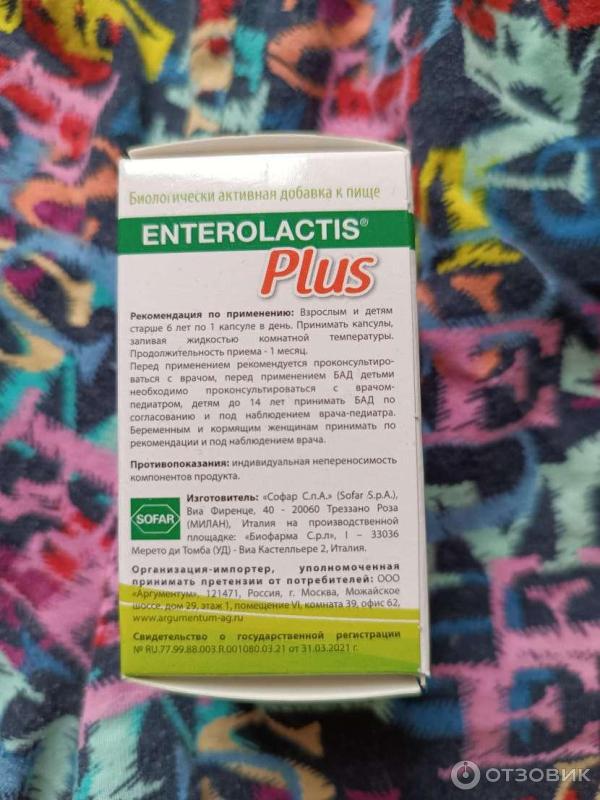 Биологически активная добавка к пище
ENTEROLACTIS®
Plus
Рекомендация по применению: Взрослым и детям
старше 6 лет по 1 капсуле в день. Принимать капсулы,
запивая жидкостью комнатной температуры.
Продолжительность приема - 1 месяц.
Перед применением рекомендуется проконсультиро-
ваться с врачом, перед применением БАД детьми
необходимо проконсультироваться с врачом-
педиатром, детям до 14 лет принимать БАД по
согласованию и под наблюдением врача-педиатра.
Беременным и кормящим женщинам принимать по
рекомендации и под наблюдением врача.
Противопоказания: индивидуальная непереносимость
компонентов продукта.
SOFAR
Изготовитель: «Софар С.п.А.» (Sofar S.p.A.),
Виа Фиренце, 40 - 20060 Треззано Роза
(МИЛАН), Италия на производственной
площадке: «Биофарма С.р.л», I – 33036
Мерето ди Томба (УД) - Виа Кастельере 2, Италия.
Организация-импортер, уполномоченная
принимать претензии от потребителей: ООО
«Аргументум», 121471, Россия, г. Москва, Можайское
шоссе, дом 29, этаж 1, помещение VI, комната 39, офис 62,
www.argumentum-ag.ru
Свидетельство о государственной регистрации
№ RU.77.99.88.003.R.001080.03.21 от 31.03.2021 г.
ОТЗОВИК